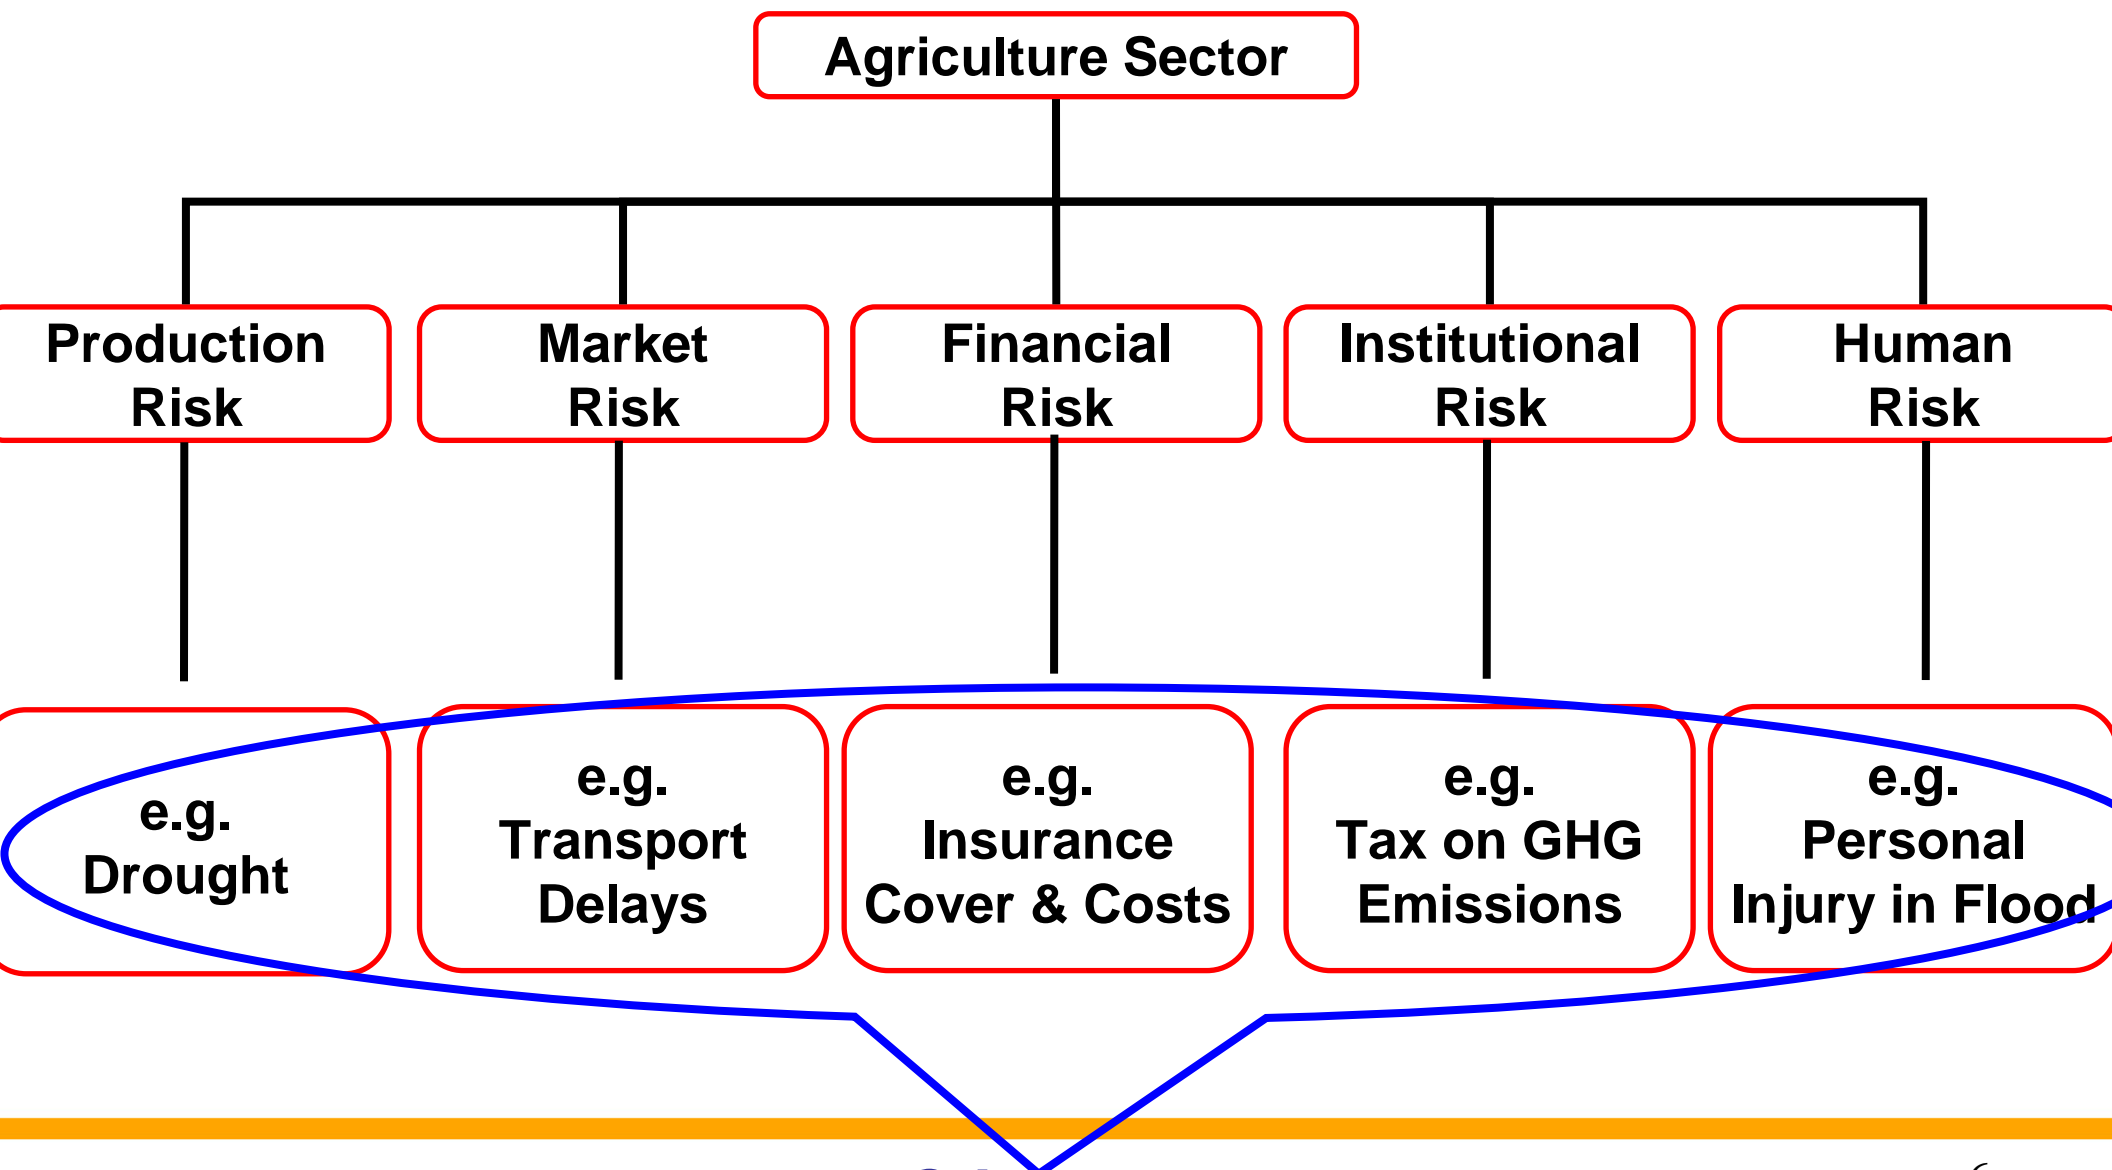 Agriculture Sector
Production
Risk
Market
Risk
Financial
Risk
Institutional
Risk
Human
Risk
e.g.
Drought
e.g.
Transport
Delays
e.g.
Insurance
Cover & Costs
e.g.
Tax on GHG
Emissions
e.g.
Personal
Injury in Flood